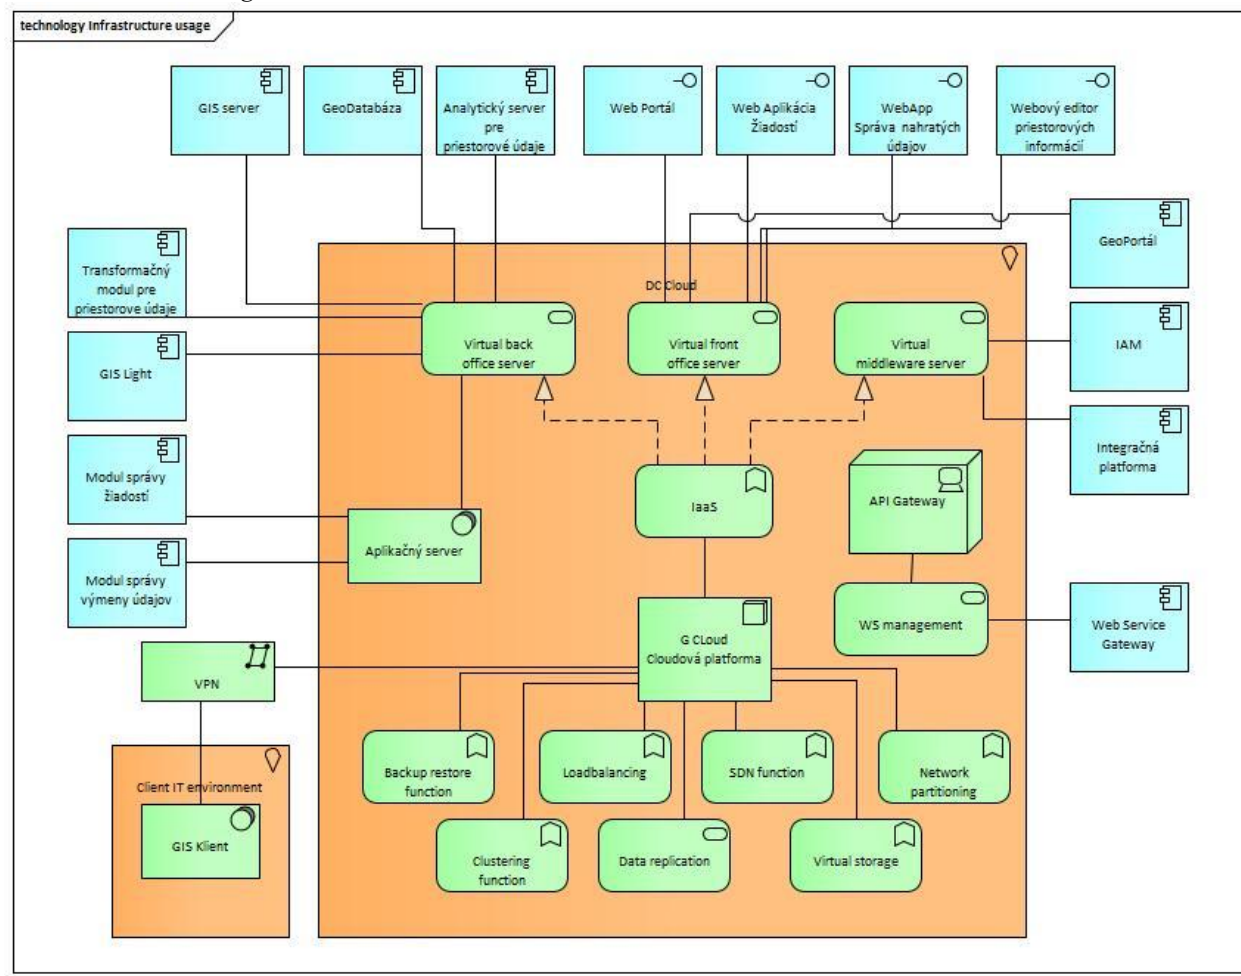 technology Infrastructure usage
GIS server
GeoDatabáza
Analytický server
pre
priestorové údaje
Web Portál
Web Aplikácia
Žiadostí
WebApp
Správa nahratých
údajov
Webový editor
priestorových
informácií
GeoPortál
Transformačný
modul pre
priestorove údaje
DC Cloud
Virtual back
office server
Virtual front
office server
Virtual
middleware server
IAM
GIS Light
Integračná
platforma
Modul správy
žiadostí
IaaS
API Gateway
Aplikačný server
Modul správy
výmeny údajov
G CLoud
Cloudová platforma
WS management
Web Service
Gateway
VPN
Client IT environment
GIS Klient
Backup restore
function
Loadbalancing
SDN function
Network
partitioning
Clustering
function
Data replication
Virtual storage